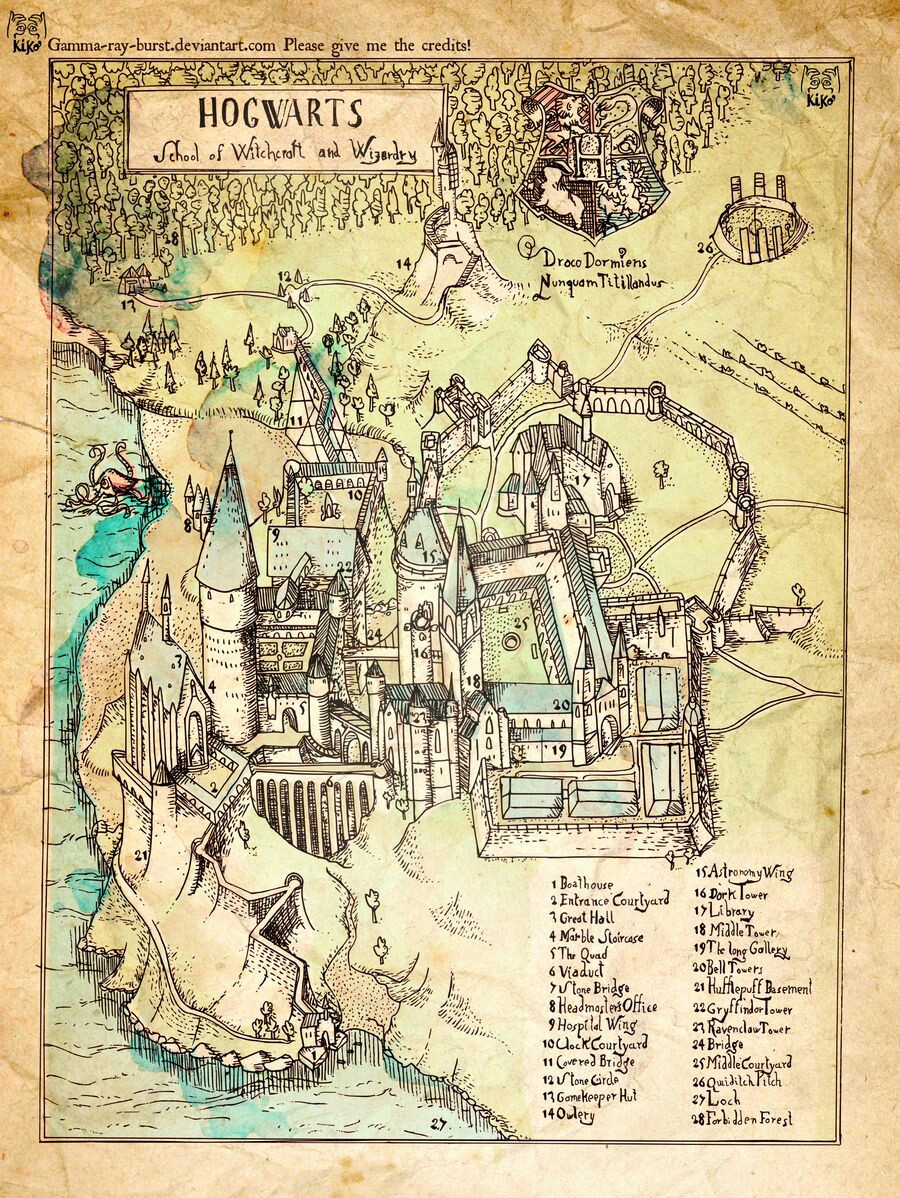 KiKo
Gamma-ray-burst.deviantart.com Please give me the credits!
KiKo
HOGWARTS
School of Witchcraft and Wizardry
H
Draco Dormiens
Nunquam Titillandus
28
26
14
12
13
11
17
10
8
9
15
22
25
24
16
3
4
18
5
23
20
19
2
21
27
1 Boathouse
2 Entrance Courtyard
3 Great Hall
4 Marble Staircase
5 The Quad
6 Viaduct
7 Stone Bridge
8 Headmasters Office
9 Hospital Wing
10 Clock Courtyard
11 Covered Bridge
12 Stone Circle
13 GameKeeper Hut
14 Owlery
15 Astronomy Wing
16 Dark Tower
17 Library
18 Middle Tower
19 The long Gallery
20 Bell Towers
21 Hufflepuff Basement
22 Gryffindor Tower
23 Ravenclaw Tower
24 Bridge
25 Middle Courtyard
26 Quiditch Pitch
27 Loch
28 Forbidden Forest